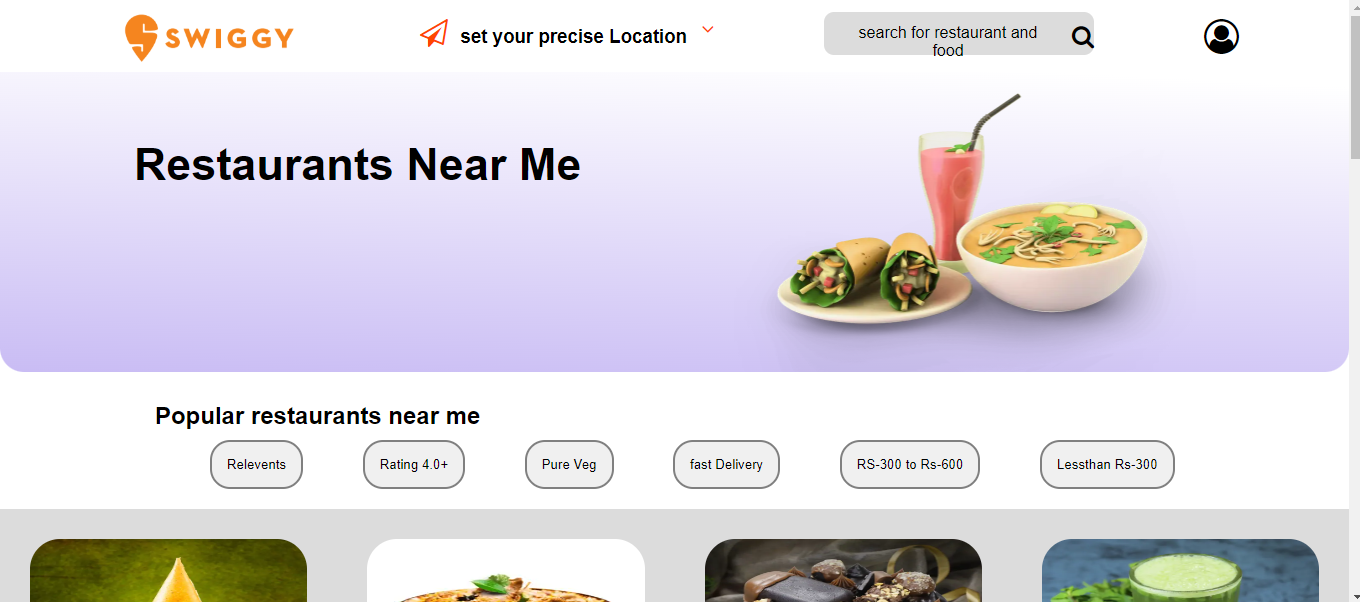 SWIGGY
set your precise Location
search for restaurant and
food
Restaurants Near Me
Popular restaurants near me
Relevents
Rating 4.0+
Pure Veg
fast Delivery
RS-300 to Rs-600
Lessthan Rs-300